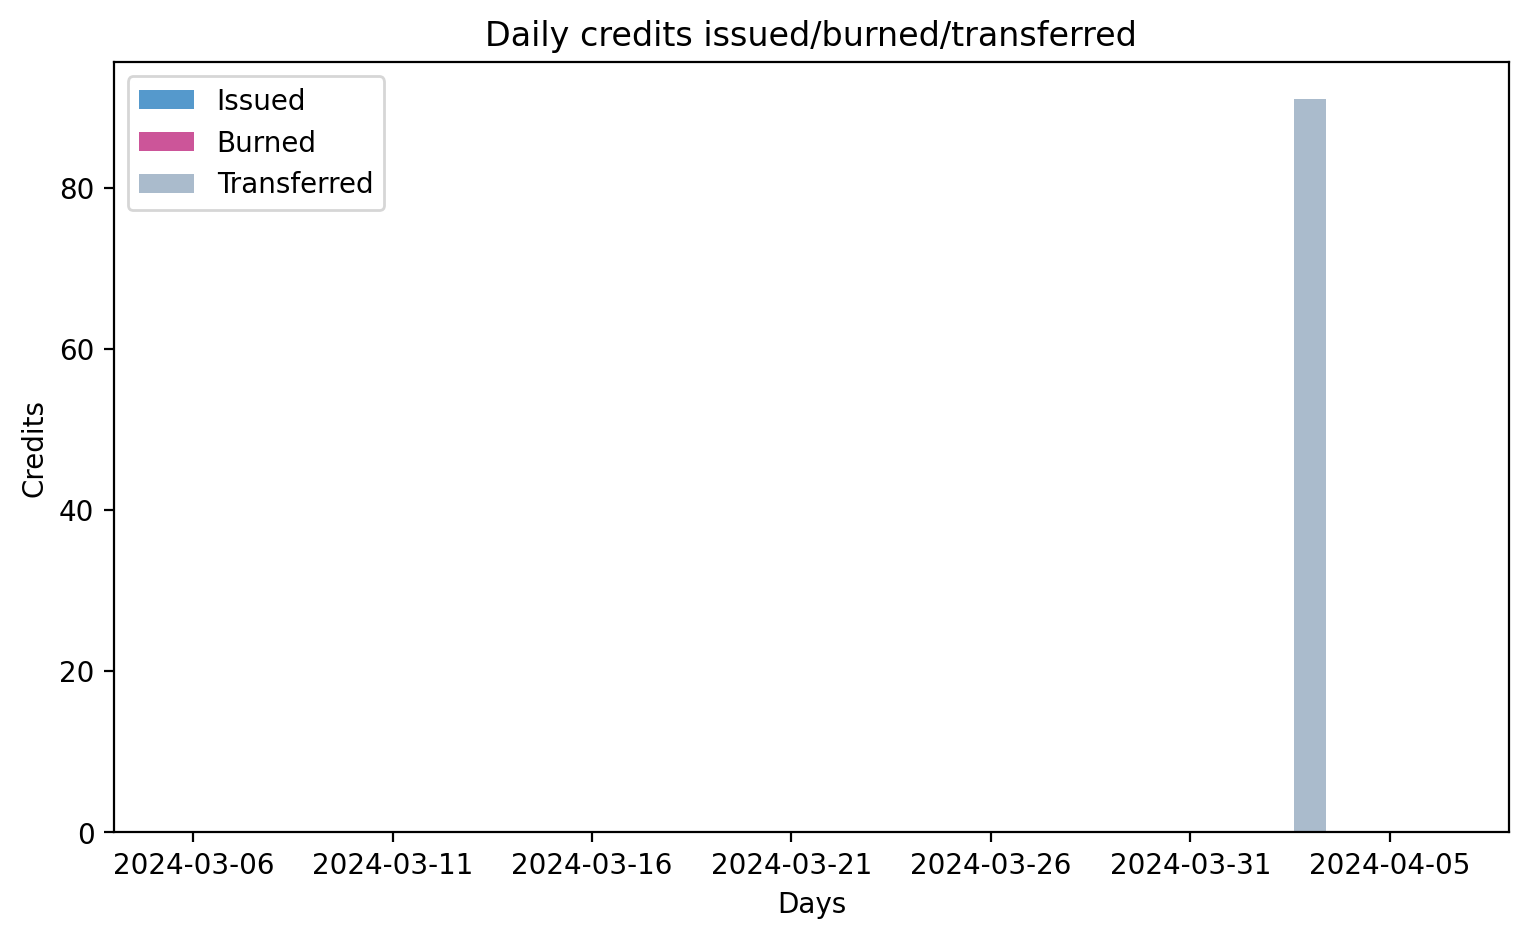 Daily credits issued/burned/transferred
Issued
Burned
Transferred
80
60
40
20
0
Credits
2024-03-06 2024-03-11 2024-03-16 2024-03-21 2024-03-26 2024-03-31 2024-04-05
Days